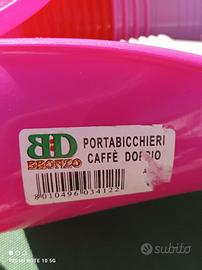 BD
BRONZO
PORTABICCHIERI
CAFFÈ DOPPIO
A
8010496034122
REDMI NOTE 10 5G
subito